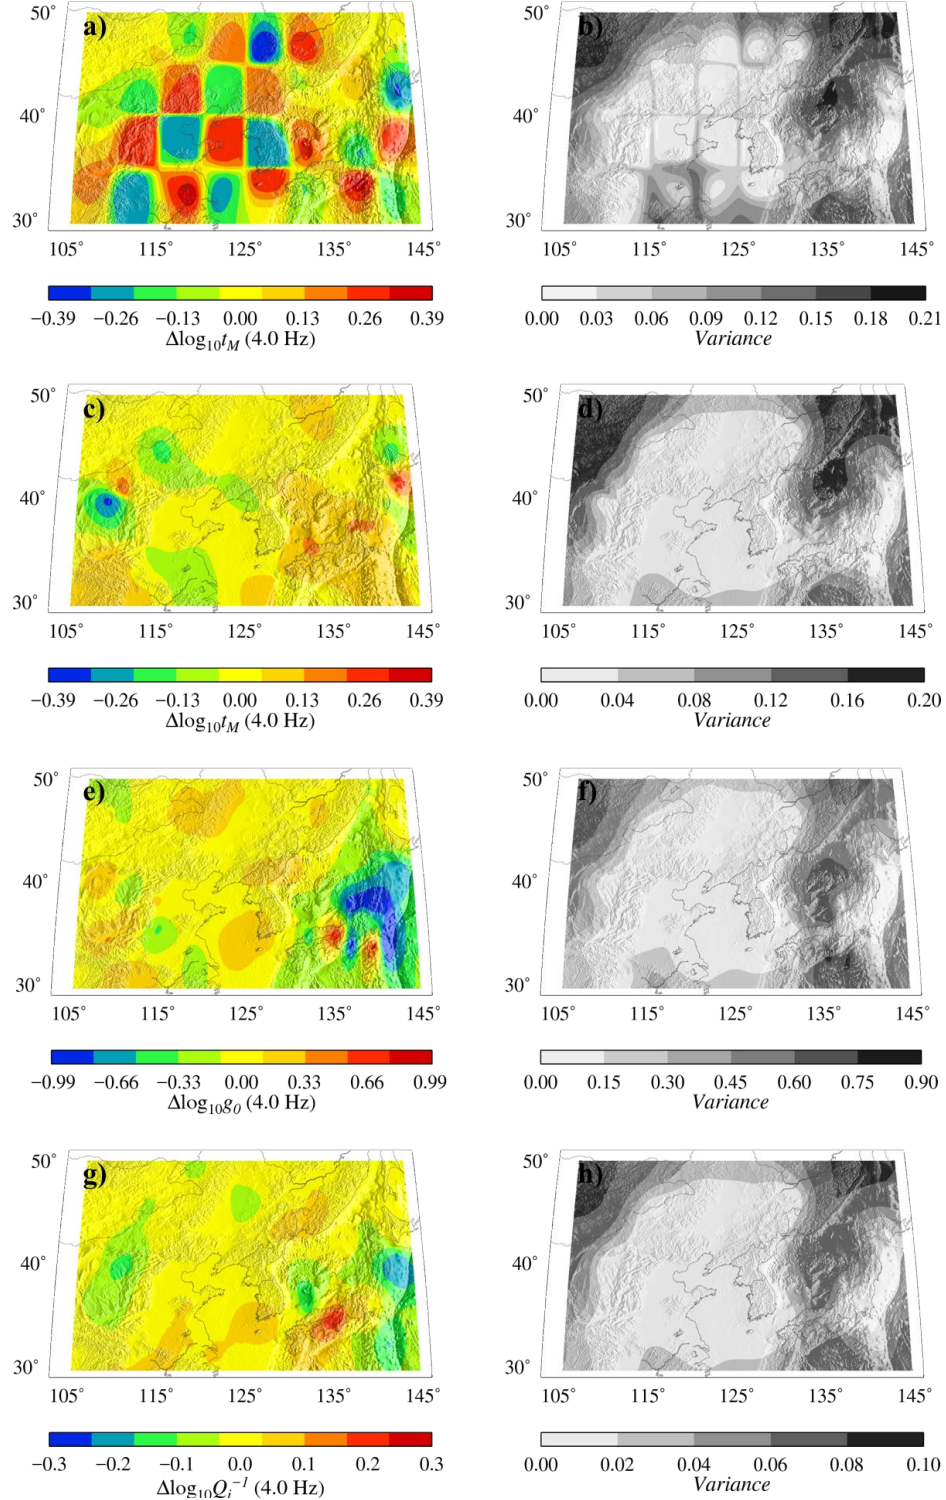 a) b)
50° 50°
40° 40°
30° 30°
105° 115° 125° 135° 145° 105° 115° 125° 135° 145°
−0.39 −0.26 −0.13 0.00 0.13 0.26 0.39 0.00 0.03 0.06 0.09 0.12 0.15 0.18 0.21
Δlog₁₀t_M (4.0 Hz) Variance
c) d)
50° 50°
40° 40°
30° 30°
105° 115° 125° 135° 145° 105° 115° 125° 135° 145°
−0.39 −0.26 −0.13 0.00 0.13 0.26 0.39 0.00 0.04 0.08 0.12 0.16 0.20
Δlog₁₀t_M (4.0 Hz) Variance
e) f)
50° 50°
40° 40°
30° 30°
105° 115° 125° 135° 145° 105° 115° 125° 135° 145°
−0.99 −0.66 −0.33 0.00 0.33 0.66 0.99 0.00 0.15 0.30 0.45 0.60 0.75 0.90
Δlog₁₀g₀ (4.0 Hz) Variance
g) h)
50° 50°
40° 40°
30° 30°
105° 115° 125° 135° 145° 105° 115° 125° 135° 145°
−0.3 −0.2 −0.1 0.0 0.1 0.2 0.3 0.00 0.02 0.04 0.06 0.08 0.10
Δlog₁₀Qᵢ⁻¹ (4.0 Hz) Variance